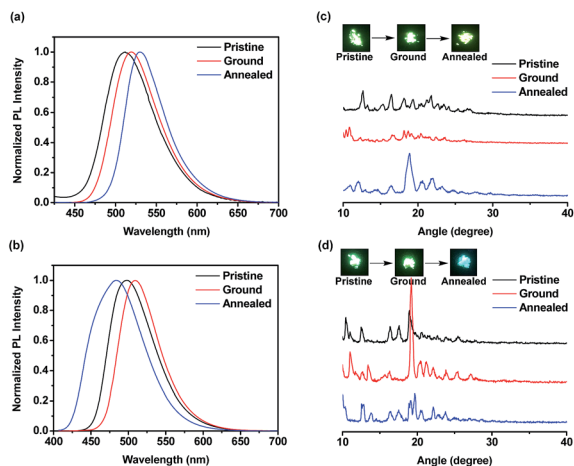 (a)
Normalized PL Intensity
1.0
0.8
0.6
0.4
0.2
0.0
Pristine
Ground
Annealed
450 500 550 600 650 700
Wavelength (nm)
(c)
Pristine Ground Annealed
Pristine
Ground
Annealed
10 20 30 40
Angle (degree)
(b)
Normalized PL Intensity
1.0
0.8
0.6
0.4
0.2
0.0
Pristine
Ground
Annealed
400 450 500 550 600 650 700
Wavelength (nm)
(d)
Pristine Ground Annealed
Pristine
Ground
Annealed
10 20 30 40
Angle (degree)